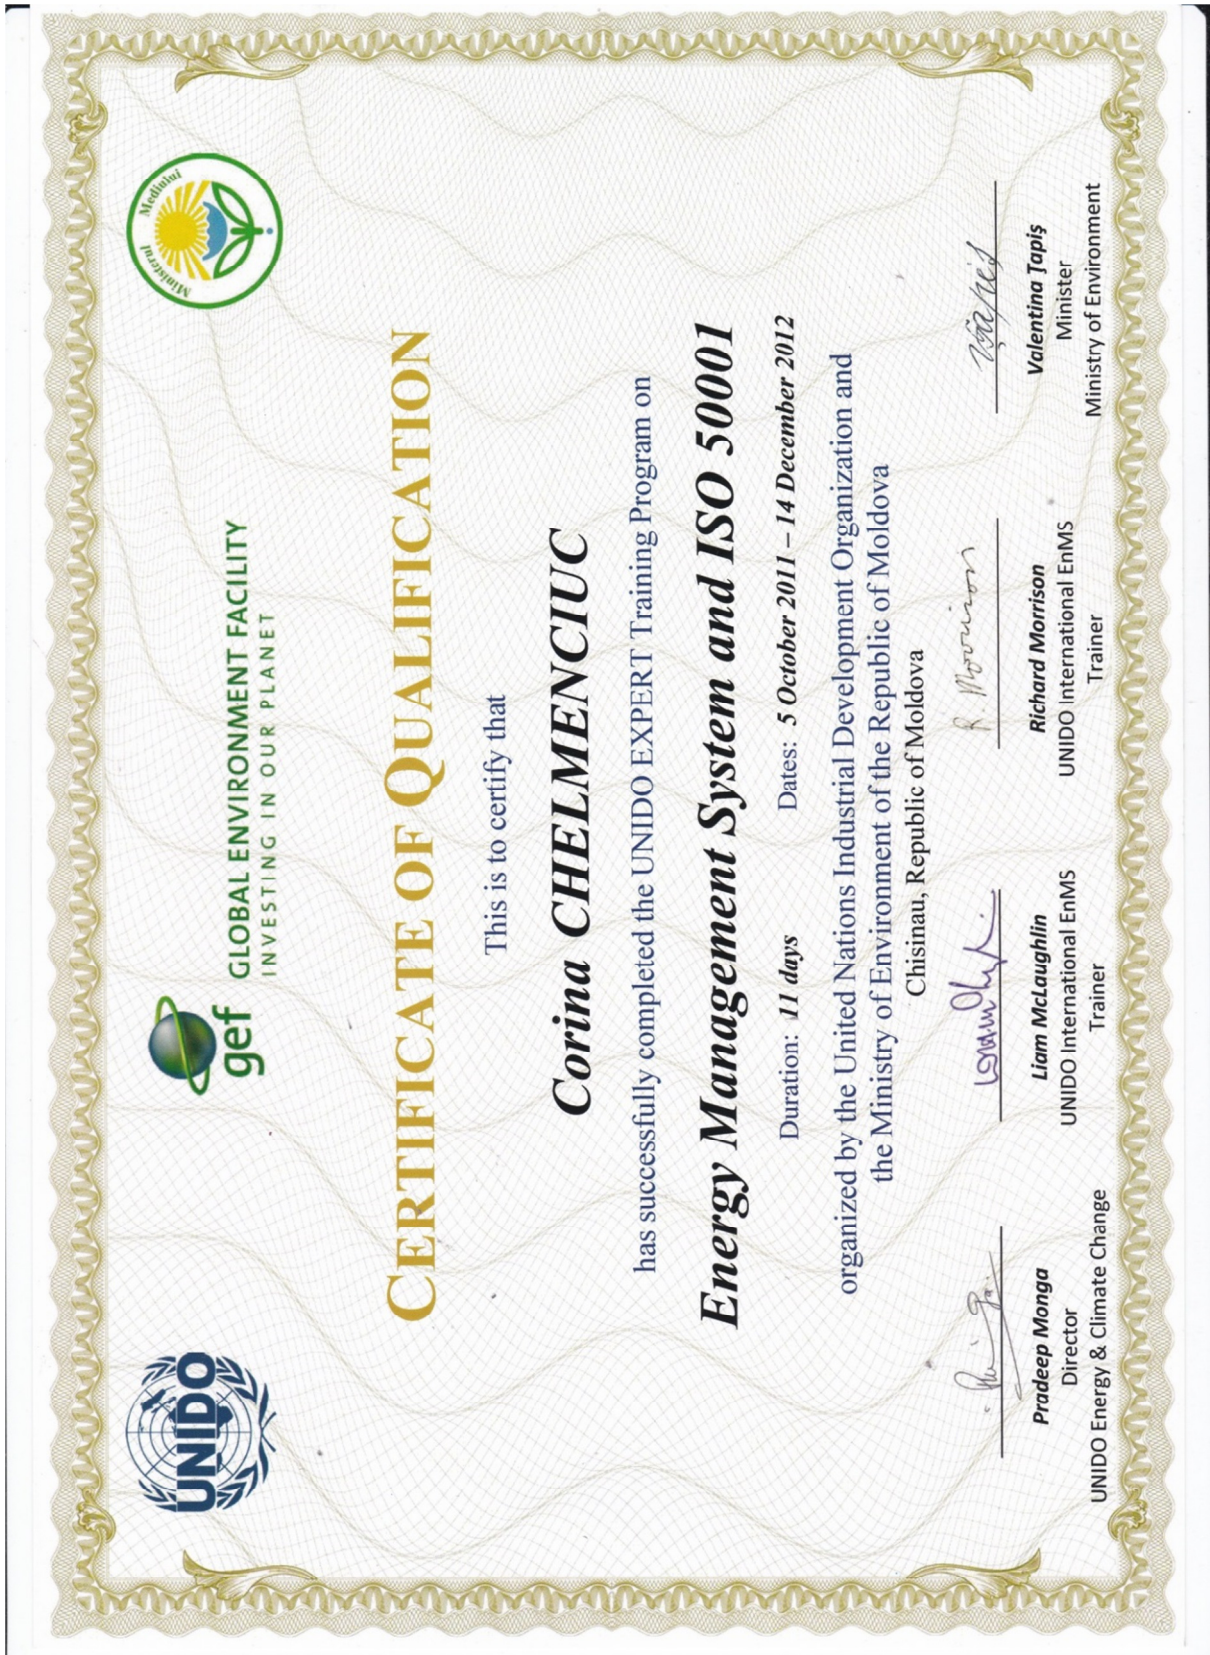 UNIDO
gef
GLOBAL ENVIRONMENT FACILITY
INVESTING IN OUR PLANET
Ministerul Mediului
CERTIFICATE OF QUALIFICATION
This is to certify that
Corina CHELMENCIUC
has successfully completed the UNIDO EXPERT Training Program on
Energy Management System and ISO 50001
Duration: 11 days Dates: 5 October 2011 – 14 December 2012
organized by the United Nations Industrial Development Organization and
the Ministry of Environment of the Republic of Moldova
Chisinau, Republic of Moldova
R. Morrison
Pradeep Monga
Director
UNIDO Energy & Climate Change
Liam McLaughlin
UNIDO International EnMS
Trainer
Richard Morrison
UNIDO International EnMS
Trainer
Valentina Țapiș
Minister
Ministry of Environment